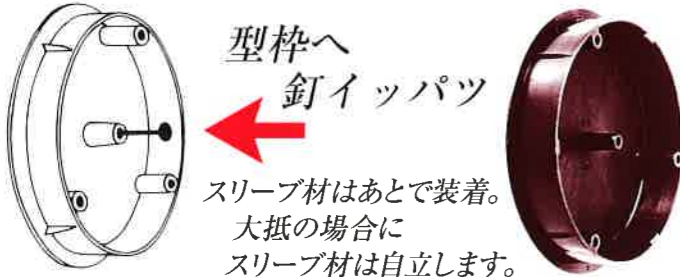 型枠へ
釘イッパツ
スリーブ材はあとで装着。
大抵の場合に
スリーブ材は自立します。